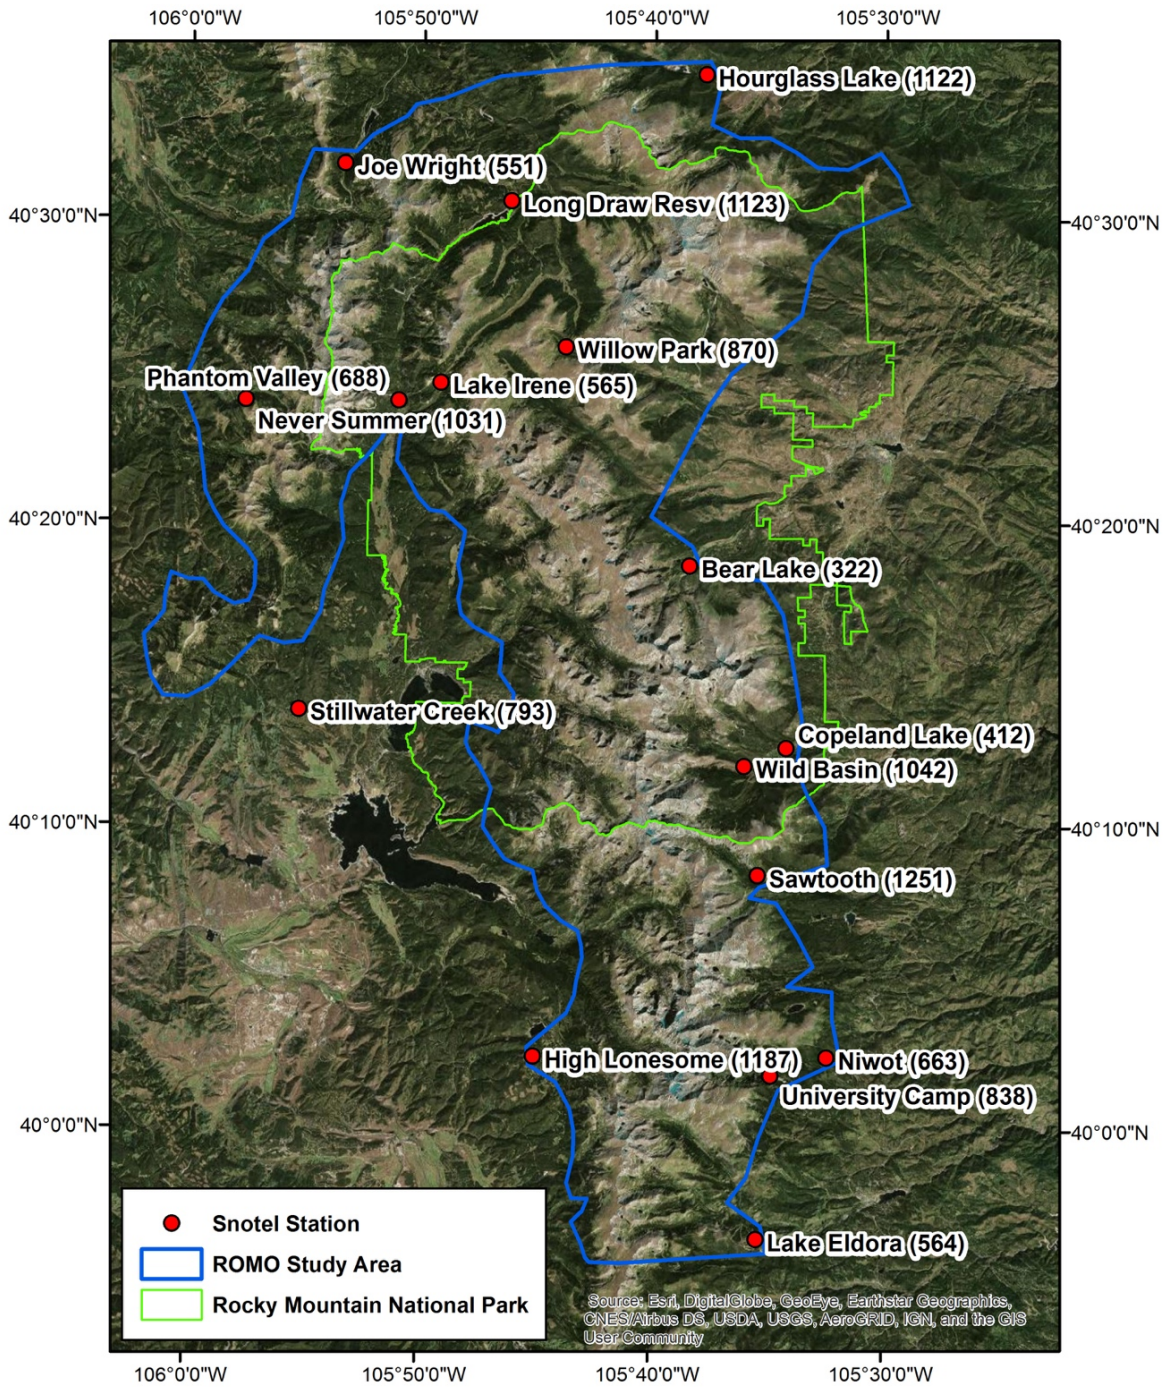 106°0'0"W 105°50'0"W 105°40'0"W 105°30'0"W
Hourglass Lake (1122)
Joe Wright (551)
Long Draw Resv (1123)
40°30'0"N
40°30'0"N
Willow Park (870)
Phantom Valley (688)
Lake Irene (565)
Never Summer (1031)
40°20'0"N
40°20'0"N
Bear Lake (322)
Stillwater Creek (793)
Copeland Lake (412)
Wild Basin (1042)
40°10'0"N
40°10'0"N
Sawtooth (1251)
High Lonesome (1187)
Niwot (663)
University Camp (838)
40°0'0"N
40°0'0"N
Lake Eldora (564)
Snotel Station
ROMO Study Area
Rocky Mountain National Park
Source: Esri, DigitalGlobe, GeoEye, Earthstar Geographics,
CNES/Airbus DS, USDA, USGS, AeroGRID, IGN, and the GIS
User Community
106°0'0"W 105°50'0"W 105°40'0"W 105°30'0"W